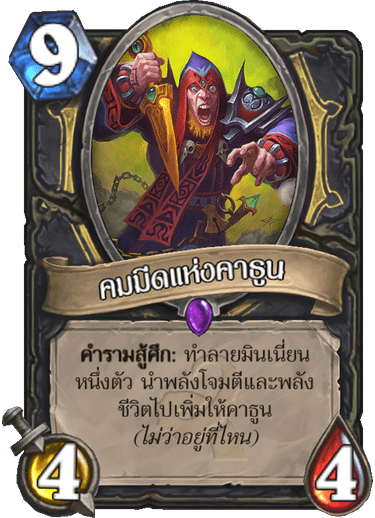 9
คมมีดแห่งคาธูน
คำรามสู้ศึก: ทำลายมินเนี่ยน
หนึ่งตัว นำพลังโจมตีและพลัง
ชีวิตไปเพิ่มให้คาธูน
(ไม่ว่าอยู่ที่ไหน)
4
4